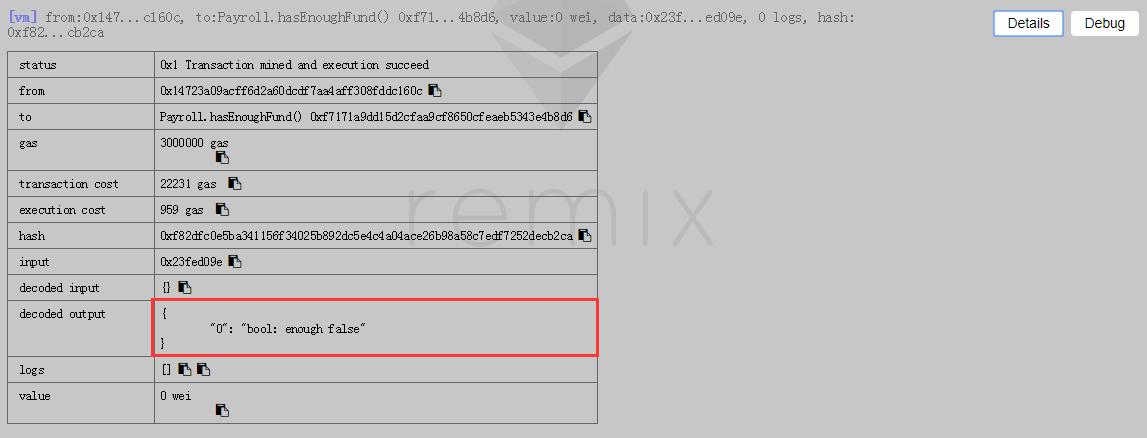 [vm] from:0x147...c160c, to:Payroll.hasEnoughFund() 0xf71...4b8d6, value:0 wei, data:0x23f...ed09e, 0 logs, hash:
0xf82...cb2ca
Details
Debug
status 0x1 Transaction mined and execution succeed
from 0x14723a09acff6d2a60dcdf7aa4aff308fddc160c
to Payroll.hasEnoughFund() 0xf7171a9dd15d2cfaa9cf8650cfeaeb5343e4b8d6
gas 3000000 gas
transaction cost 22231 gas
execution cost 959 gas
hash 0xf82dfc0e5ba341156f34025b892dc5e4c4a04ace26b98a58c7edf7252decb2ca
input 0x23fed09e
decoded input {}
decoded output {
"0": "bool: enough false"
}
logs []
value 0 wei
remix